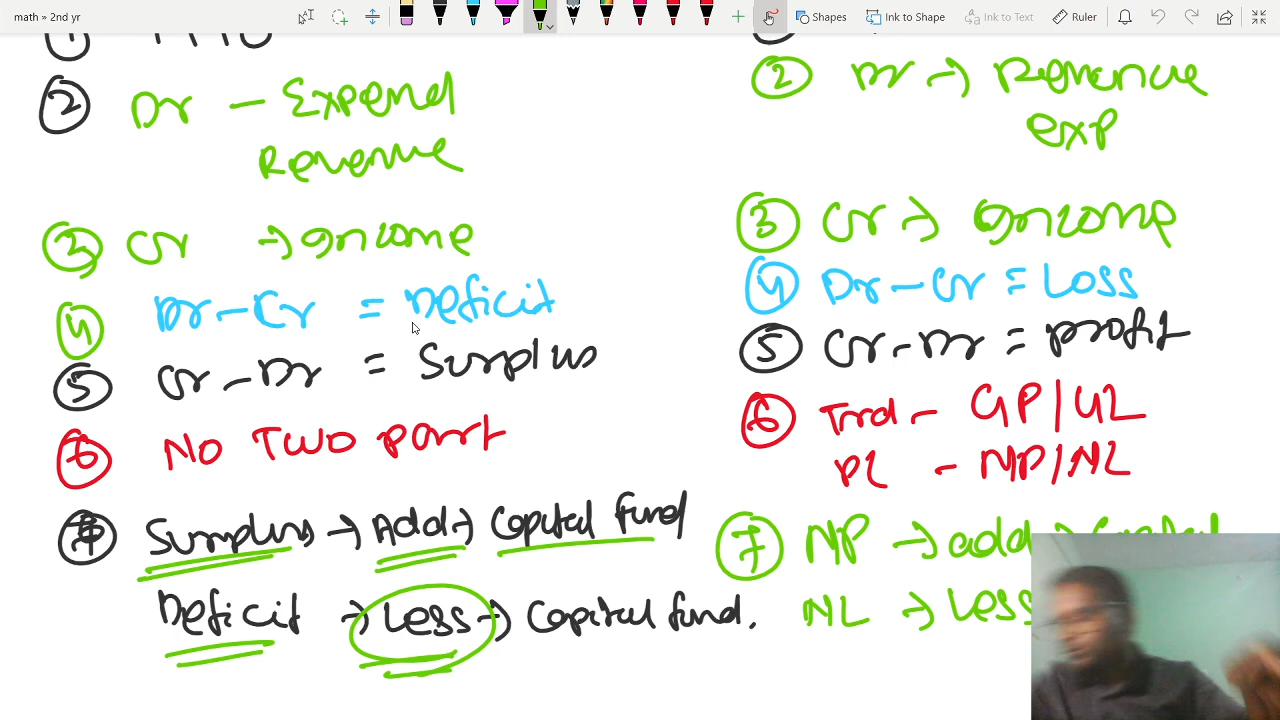 math » 2nd yr
Shapes
Ink to Shape
Ink to Text
Ruler
② Dr – Expend
Revenue
③ Cr → Income
④ Dr – Cr = Deficit
⑤ Cr – Dr = Surplus
⑥ NO TWO part
⑦ Surplus → Add → Capital fund
Deficit → Less → Capital fund.
② Dr → Revenue
exp
③ Cr → Income
④ Dr – Cr = Loss
⑤ Cr – Dr = profit
⑥ Trd – GP/GL
PL – NP/NL
⑦ NP → add →
NL → Less